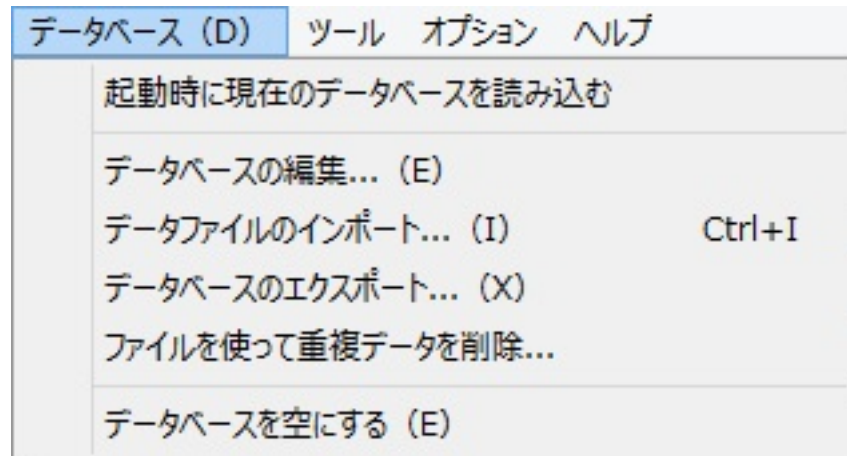 データベース（D） ツール オプション ヘルプ
起動時に現在のデータベースを読み込む
データベースの編集...（E）
データファイルのインポート...（I） Ctrl+I
データベースのエクスポート...（X）
ファイルを使って重複データを削除...
データベースを空にする（E）